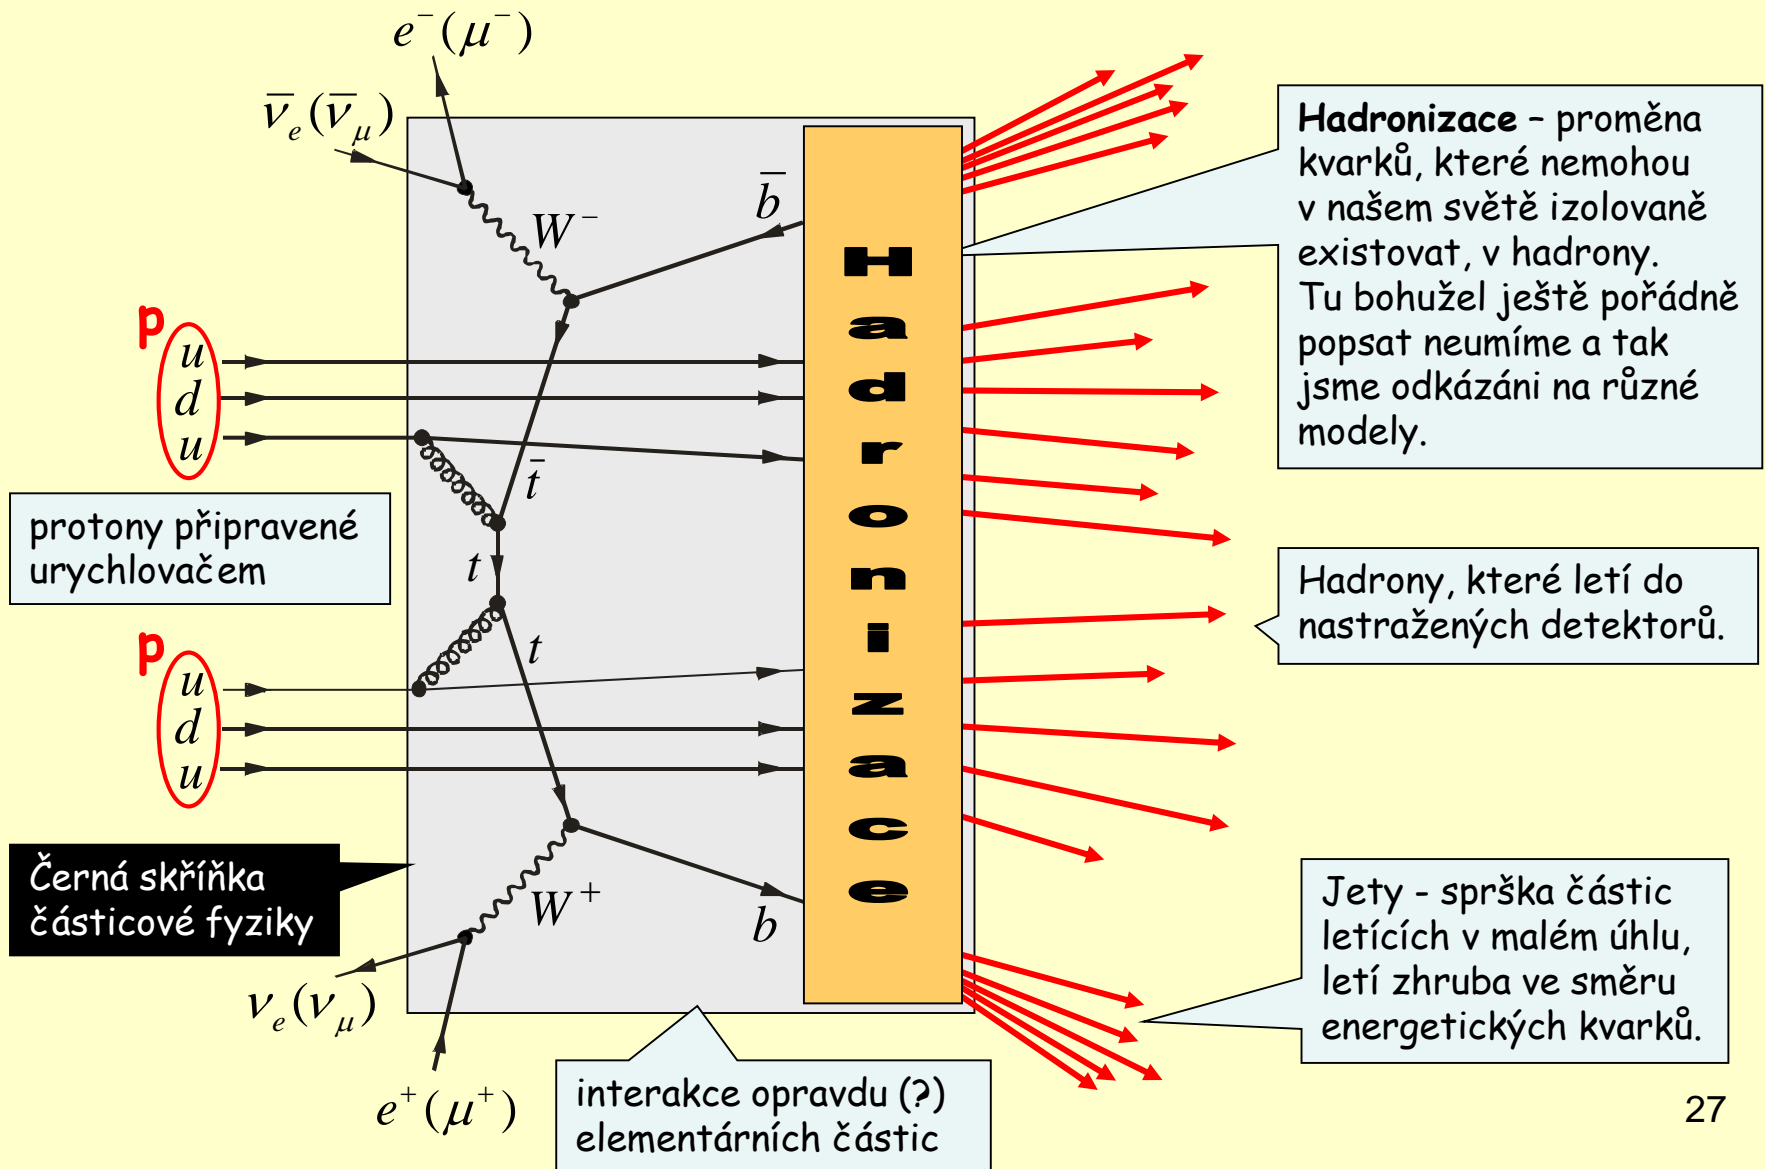 e⁻(μ⁻)
ν̅ₑ(ν̅_μ)
W⁻
b̅
Hadronizace – proměna
kvarků, které nemohou
v našem světě izolovaně
existovat, v hadrony.
Tu bohužel ještě pořádně
popsat neumíme a tak
jsme odkázáni na různé
modely.
p
u
d
u
t̅
protony připravené
urychlovačem
t
Hadronizace
Hadrony, které letí do
nastražených detektorů.
p
u
d
u
t
Černá skříňka
částicové fyziky
W⁺
b
Jety - sprška částic
letících v malém úhlu,
letí zhruba ve směru
energetických kvarků.
νₑ(ν_μ)
e⁺(μ⁺)
interakce opravdu (?)
elementárních částic
27